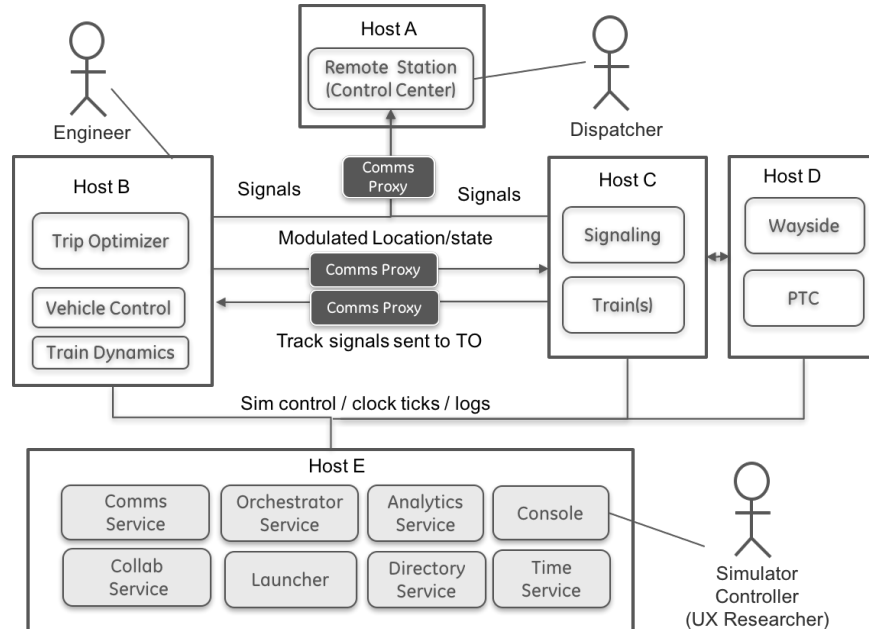 Host A
Remote Station
(Control Center)
Engineer
Dispatcher
Comms
Proxy
Host B
Trip Optimizer
Vehicle Control
Train Dynamics
Signals
Signals
Modulated Location/state
Comms Proxy
Comms Proxy
Track signals sent to TO
Host C
Signaling
Train(s)
Host D
Wayside
PTC
Sim control / clock ticks / logs
Host E
Comms
Service
Orchestrator
Service
Analytics
Service
Console
Collab
Service
Launcher
Directory
Service
Time
Service
Simulator
Controller
(UX Researcher)